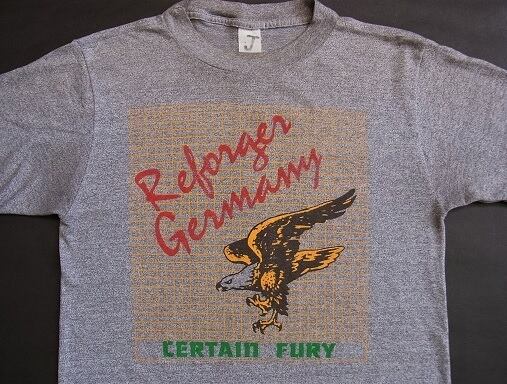 J
Reforger
Germany
CERTAIN FURY